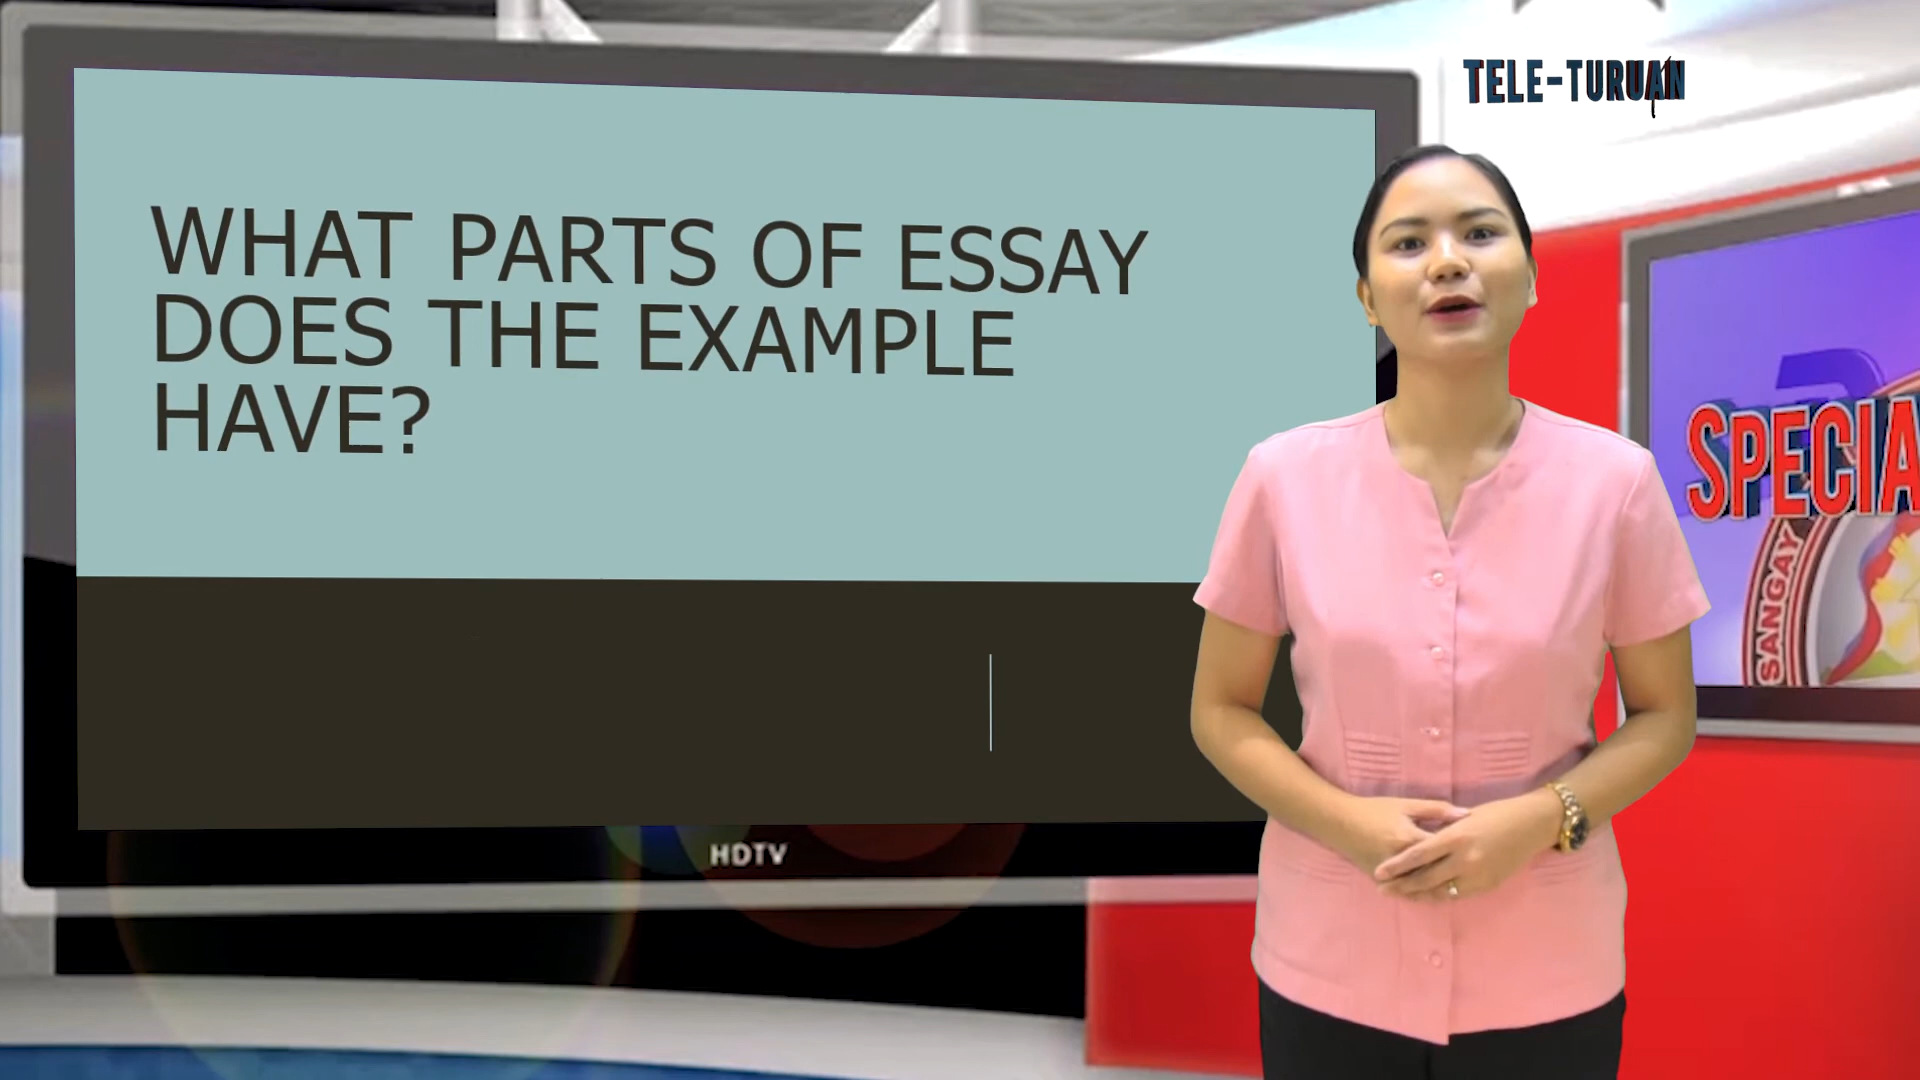 TELE-TURUAN
WHAT PARTS OF ESSAY
DOES THE EXAMPLE
HAVE?
SPECIA
SANGAY
HDTV